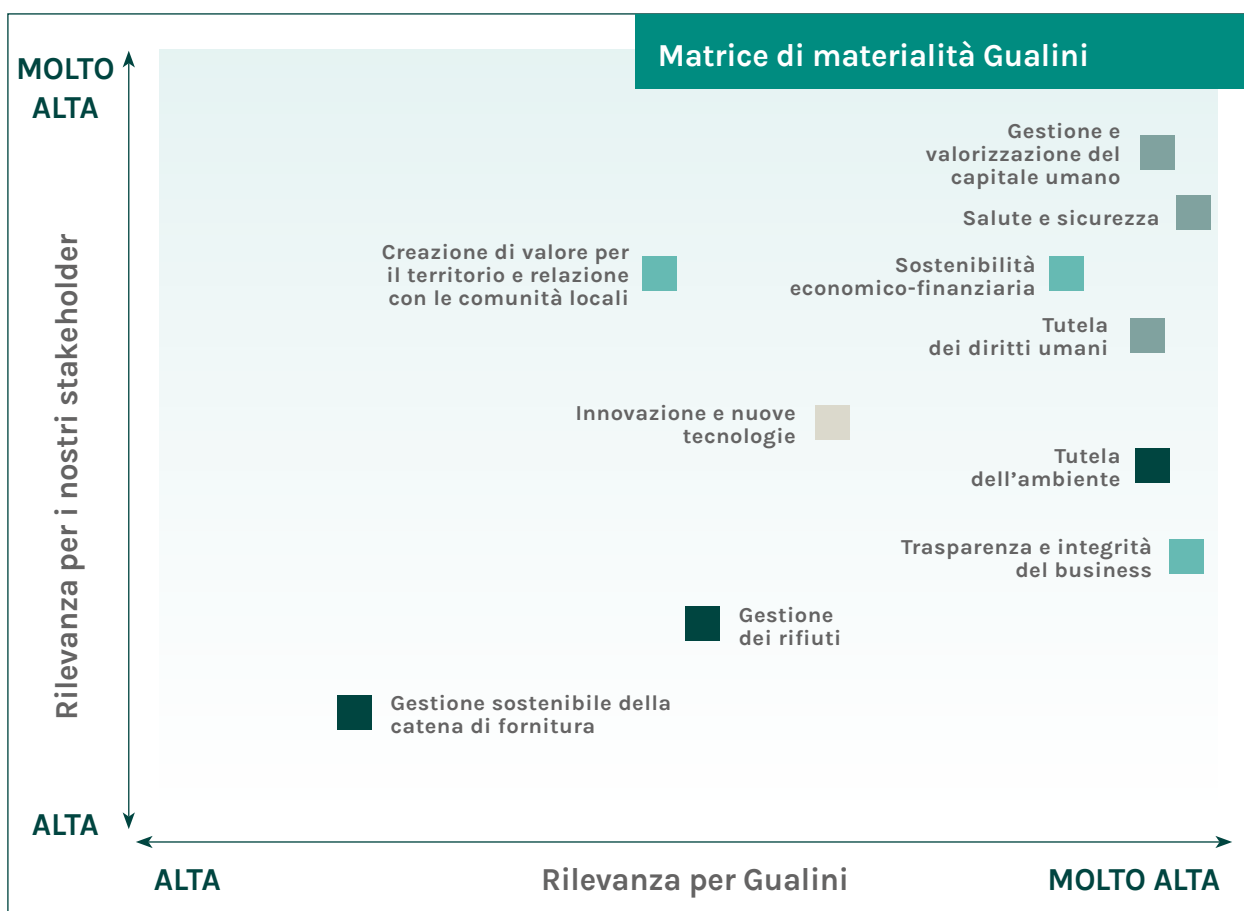 Matrice di materialità Gualini
MOLTO
ALTA
Rilevanza per i nostri stakeholder
Gestione e
valorizzazione del
capitale umano
Salute e sicurezza
Creazione di valore per
il territorio e relazione
con le comunità locali
Sostenibilità
economico-finanziaria
Tutela
dei diritti umani
Innovazione e nuove
tecnologie
Tutela
dell’ambiente
Trasparenza e integrità
del business
Gestione
dei rifiuti
Gestione sostenibile della
catena di fornitura
ALTA
ALTA
Rilevanza per Gualini
MOLTO ALTA